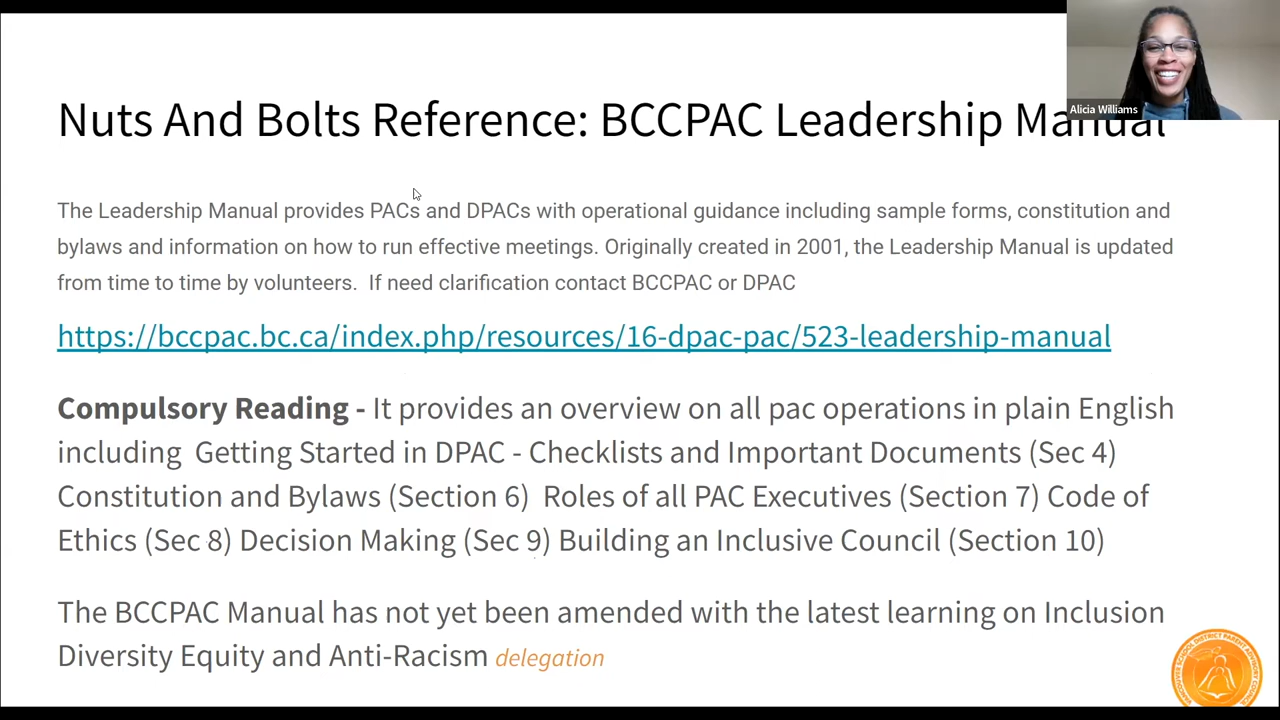 Alicia Williams
Nuts And Bolts Reference: BCCPAC Leadership Manual
The Leadership Manual provides PACs and DPACs with operational guidance including sample forms, constitution and
bylaws and information on how to run effective meetings. Originally created in 2001, the Leadership Manual is updated
from time to time by volunteers. If need clarification contact BCCPAC or DPAC
https://bccpac.bc.ca/index.php/resources/16-dpac-pac/523-leadership-manual
Compulsory Reading - It provides an overview on all pac operations in plain English
including Getting Started in DPAC - Checklists and Important Documents (Sec 4)
Constitution and Bylaws (Section 6) Roles of all PAC Executives (Section 7) Code of
Ethics (Sec 8) Decision Making (Sec 9) Building an Inclusive Council (Section 10)
The BCCPAC Manual has not yet been amended with the latest learning on Inclusion
Diversity Equity and Anti-Racism delegation